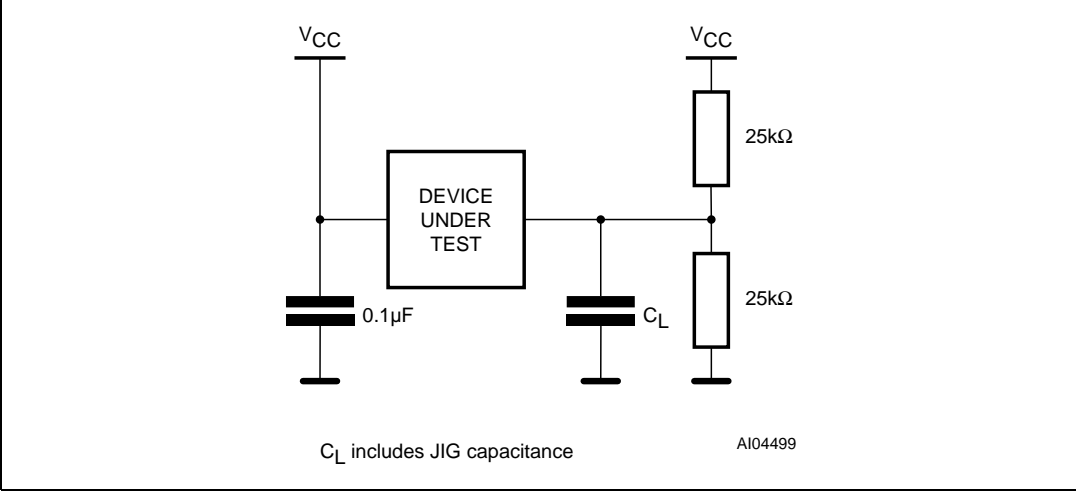 VCC
VCC
25kΩ
DEVICE
UNDER
TEST
25kΩ
0.1µF
CL
CL includes JIG capacitance
AI04499